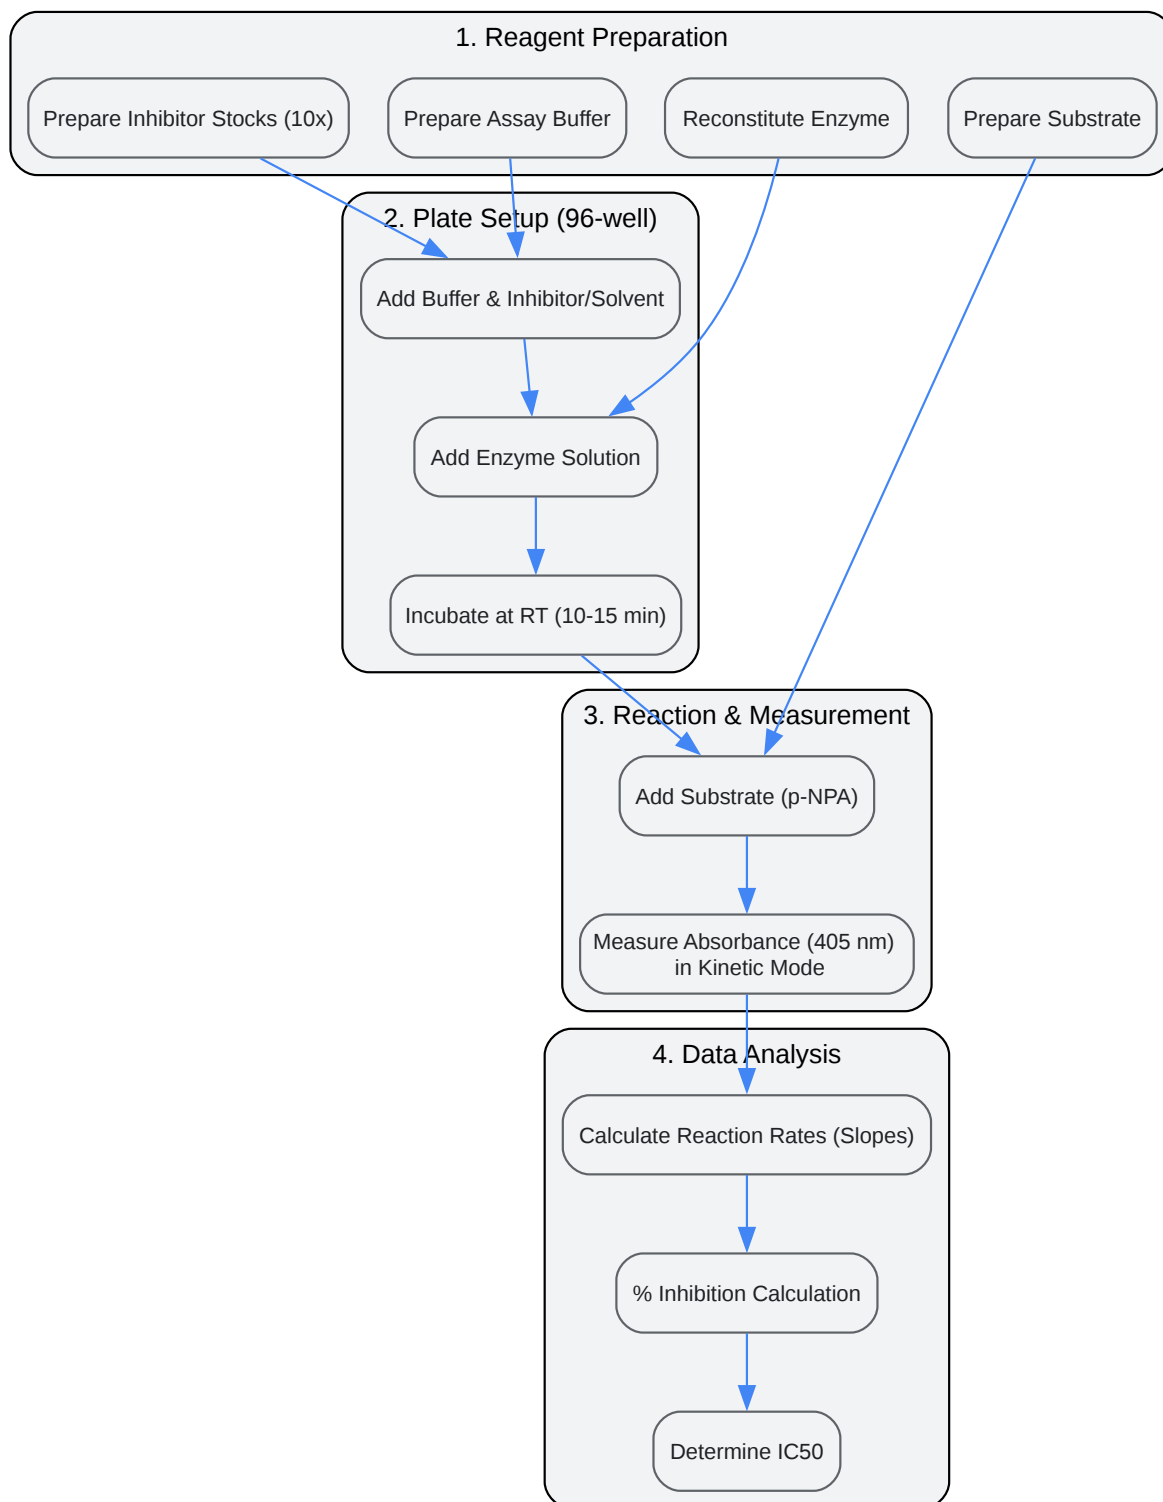 1. Reagent Preparation
Prepare Inhibitor Stocks (10x)
Prepare Assay Buffer
Reconstitute Enzyme
Prepare Substrate
2. Plate Setup (96-well)
Add Buffer & Inhibitor/Solvent
Add Enzyme Solution
Incubate at RT (10-15 min)
3. Reaction & Measurement
Add Substrate (p-NPA)
Measure Absorbance (405 nm)
in Kinetic Mode
4. Data Analysis
Calculate Reaction Rates (Slopes)
% Inhibition Calculation
Determine IC50